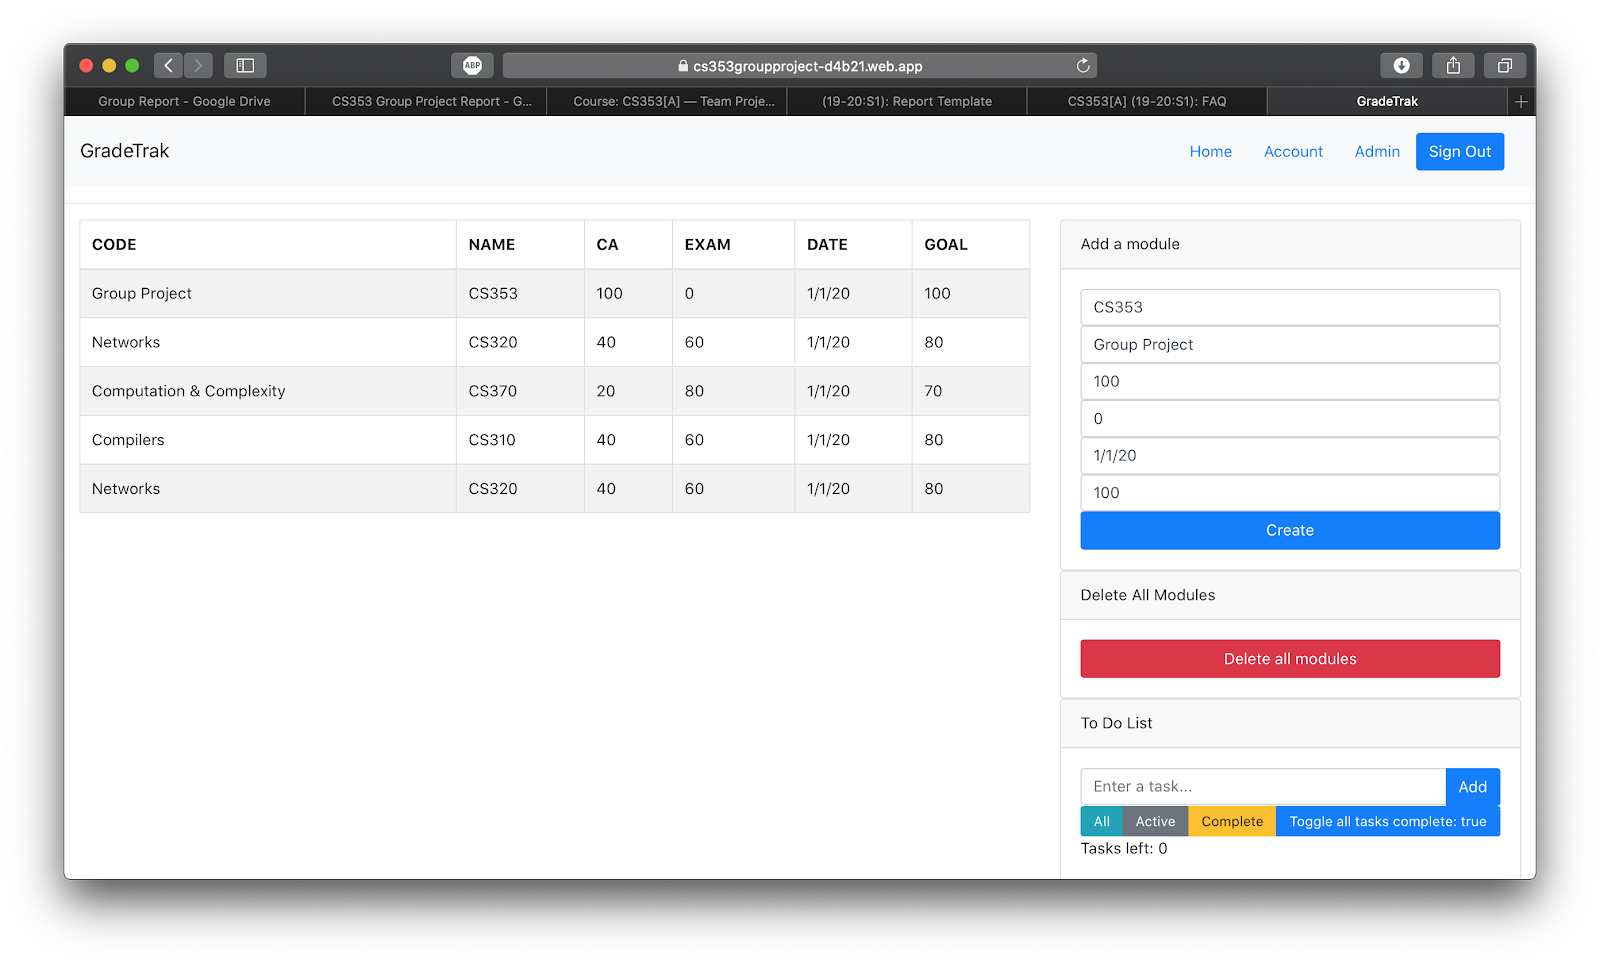 ABP
cs353groupproject-d4b21.web.app
Group Report - Google Drive
CS353 Group Project Report - G...
Course: CS353[A] — Team Proje...
(19-20:S1): Report Template
CS353[A] (19-20:S1): FAQ
GradeTrak
GradeTrak
Home Account Admin Sign Out
CODE NAME CA EXAM DATE GOAL
Group Project CS353 100 0 1/1/20 100
Networks CS320 40 60 1/1/20 80
Computation & Complexity CS370 20 80 1/1/20 70
Compilers CS310 40 60 1/1/20 80
Networks CS320 40 60 1/1/20 80
Add a module
CS353
Group Project
100
0
1/1/20
100
Create
Delete All Modules
Delete all modules
To Do List
Enter a task... Add
All Active Complete Toggle all tasks complete: true
Tasks left: 0